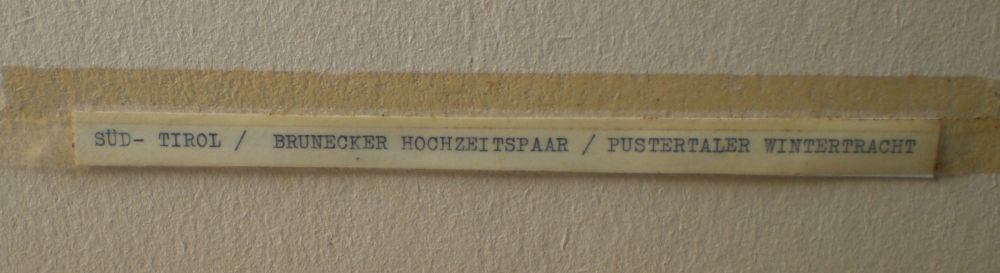 SÜD- TIROL / BRUNECKER HOCHZEITSPAAR / PUSTERTALER WINTERTRACHT